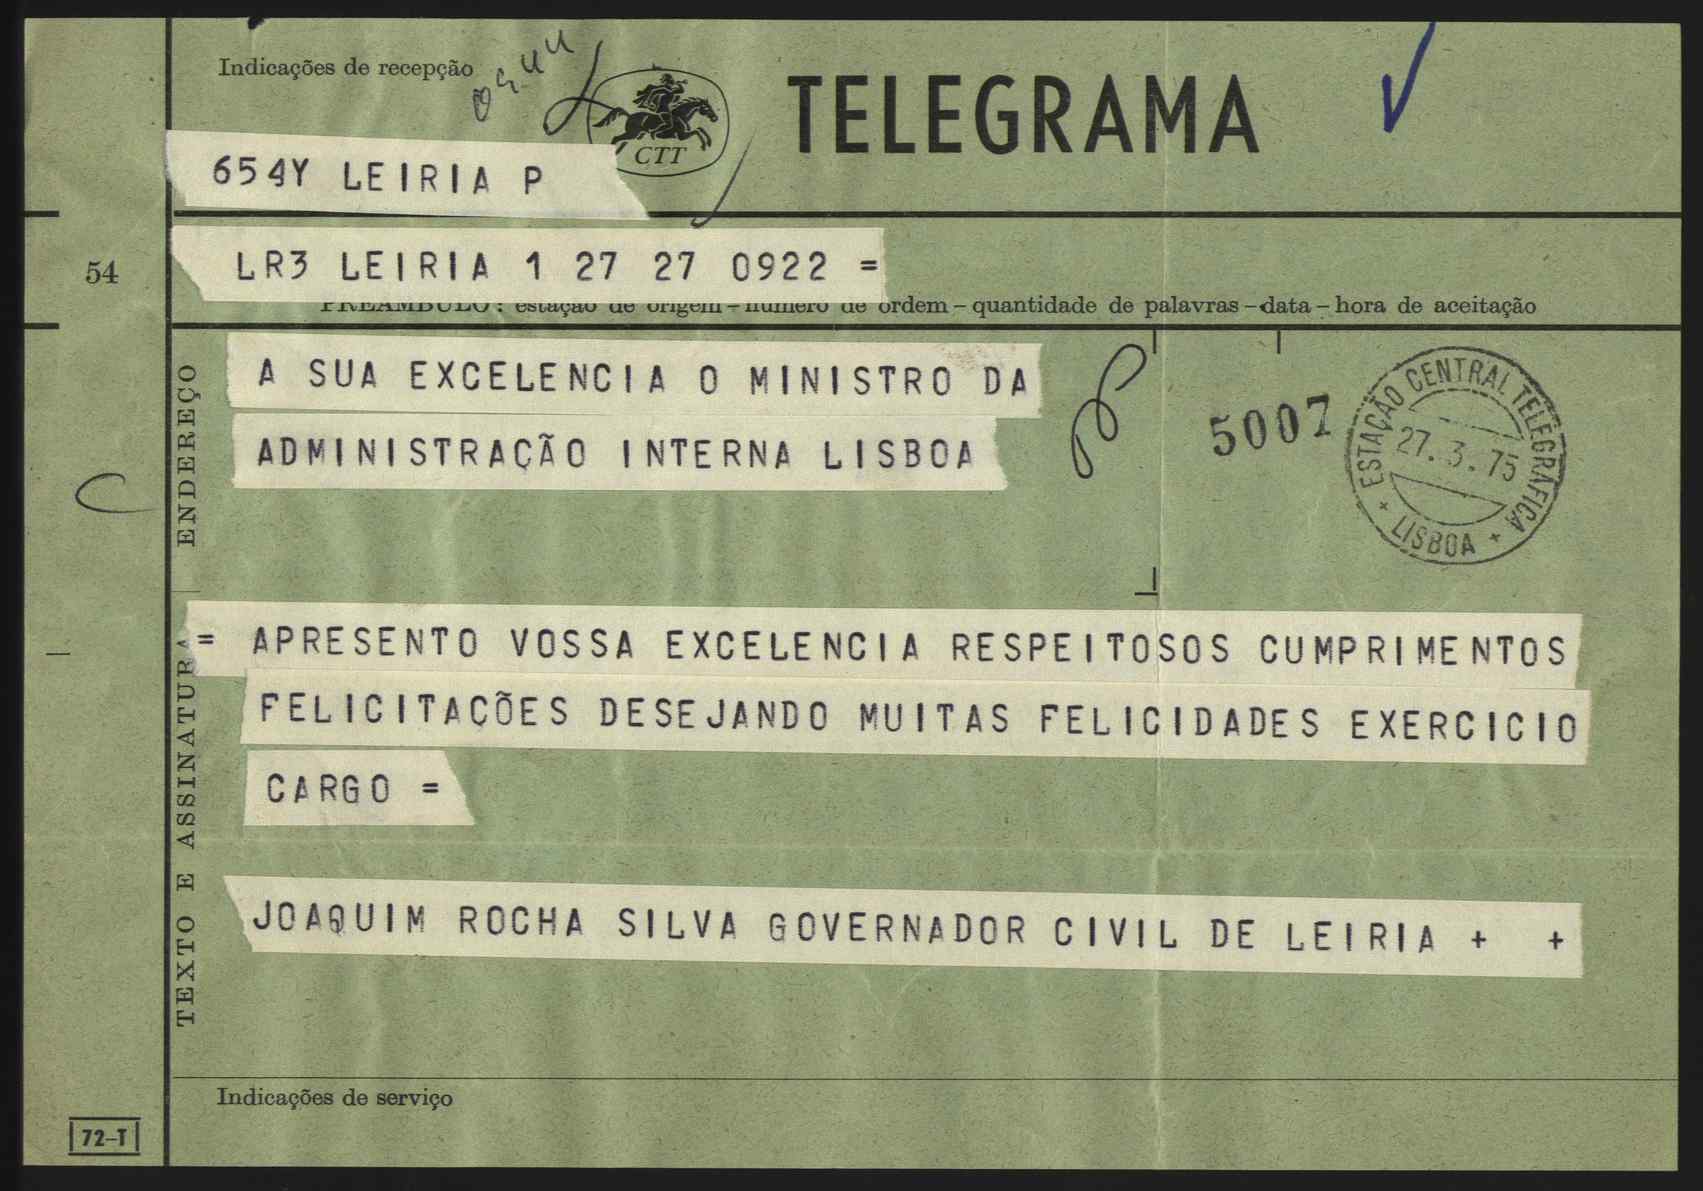 Indicações de recepção
CTT
TELEGRAMA
654Y LEIRIA P
54
LR3 LEIRIA 1 27 27 0922 =
PREÂMBULO: estação de origem – número de ordem – quantidade de palavras – data – hora de aceitação
ENDEREÇO
A SUA EXCELENCIA O MINISTRO DA
ADMINISTRAÇÃO INTERNA LISBOA
5007
ESTAÇÃO CENTRAL TELEGRÁFICA
27.3.75
+ LISBOA +
TEXTO E ASSINATURA
= APRESENTO VOSSA EXCELENCIA RESPEITOSOS CUMPRIMENTOS
FELICITAÇÕES DESEJANDO MUITAS FELICIDADES EXERCICIO
CARGO =
JOAQUIM ROCHA SILVA GOVERNADOR CIVIL DE LEIRIA + +
Indicações de serviço
72-T